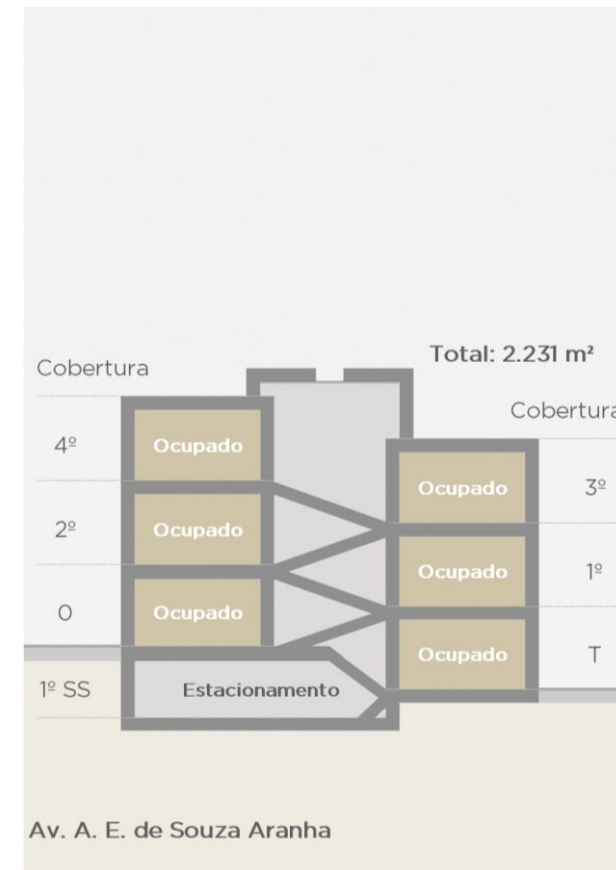 Total: 2.231 m²
Cobertura
Cobertura
4º
Ocupado
Ocupado
3º
2º
Ocupado
Ocupado
1º
0
Ocupado
Ocupado
T
1º SS
Estacionamento
Av. A. E. de Souza Aranha